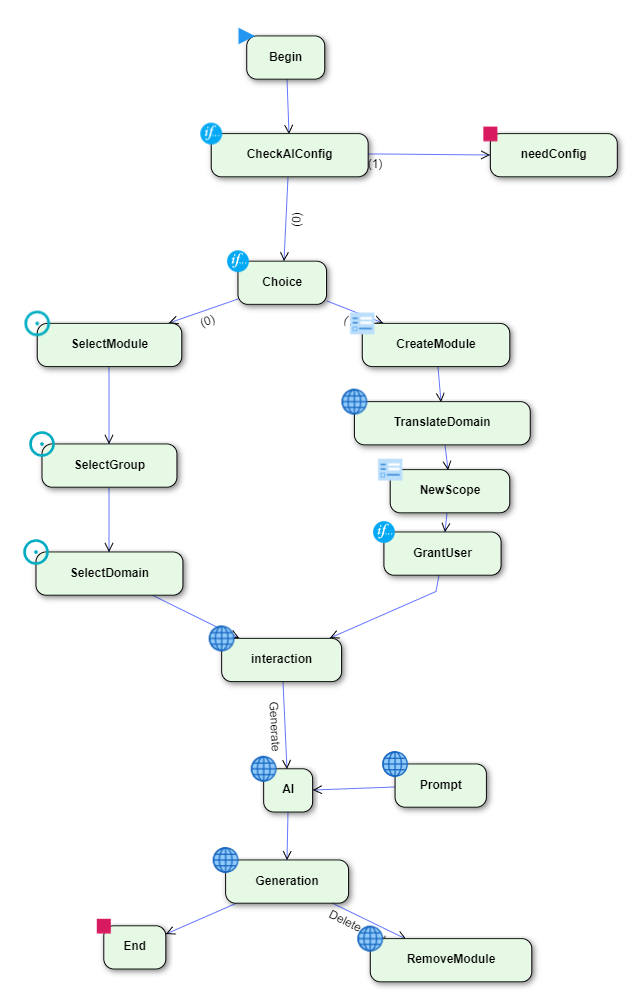 Begin
if...
CheckAIConfig
(1)
needConfig
(0)
if...
Choice
(0)
(
SelectModule
CreateModule
TranslateDomain
SelectGroup
NewScope
if...
GrantUser
SelectDomain
interaction
Generate
AI
Prompt
Generation
Delete
End
RemoveModule